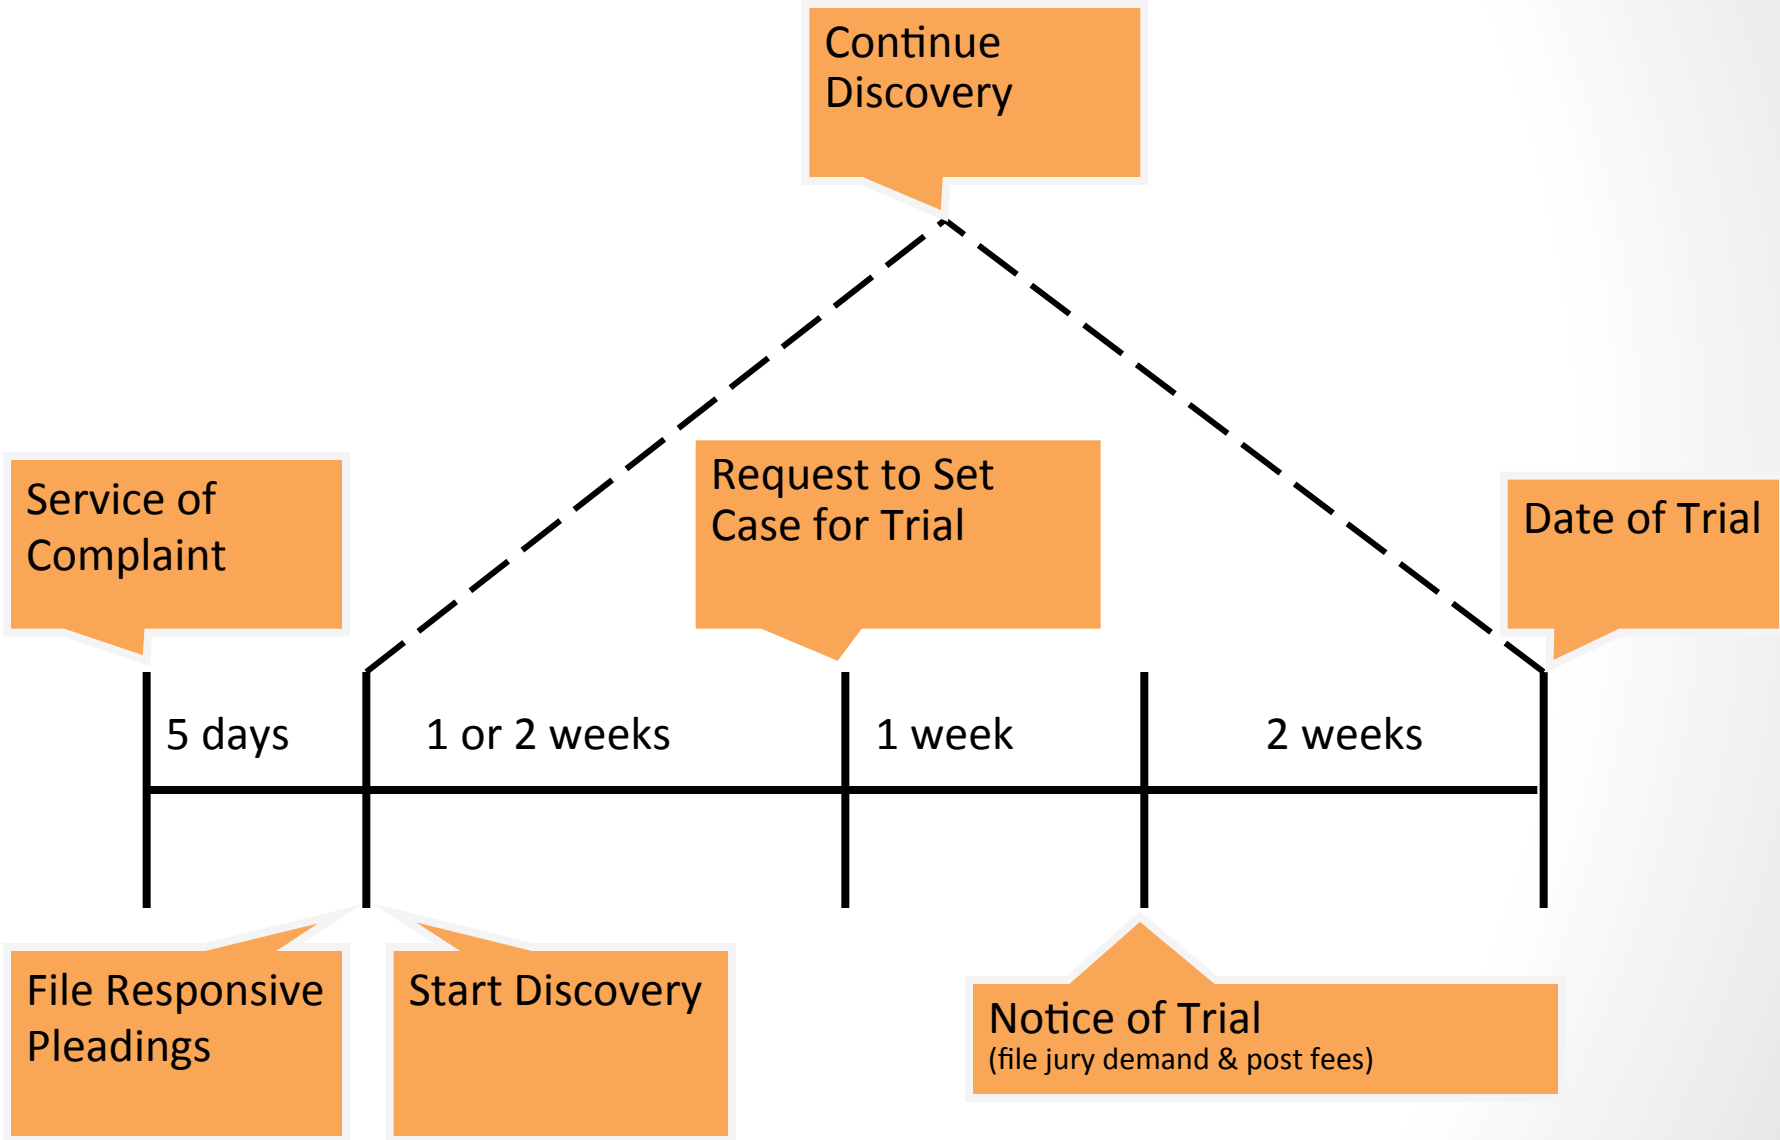 Continue
Discovery
Service of
Complaint
Request to Set
Case for Trial
Date of Trial
5 days
1 or 2 weeks
1 week
2 weeks
File Responsive
Pleadings
Start Discovery
Notice of Trial
(file jury demand & post fees)